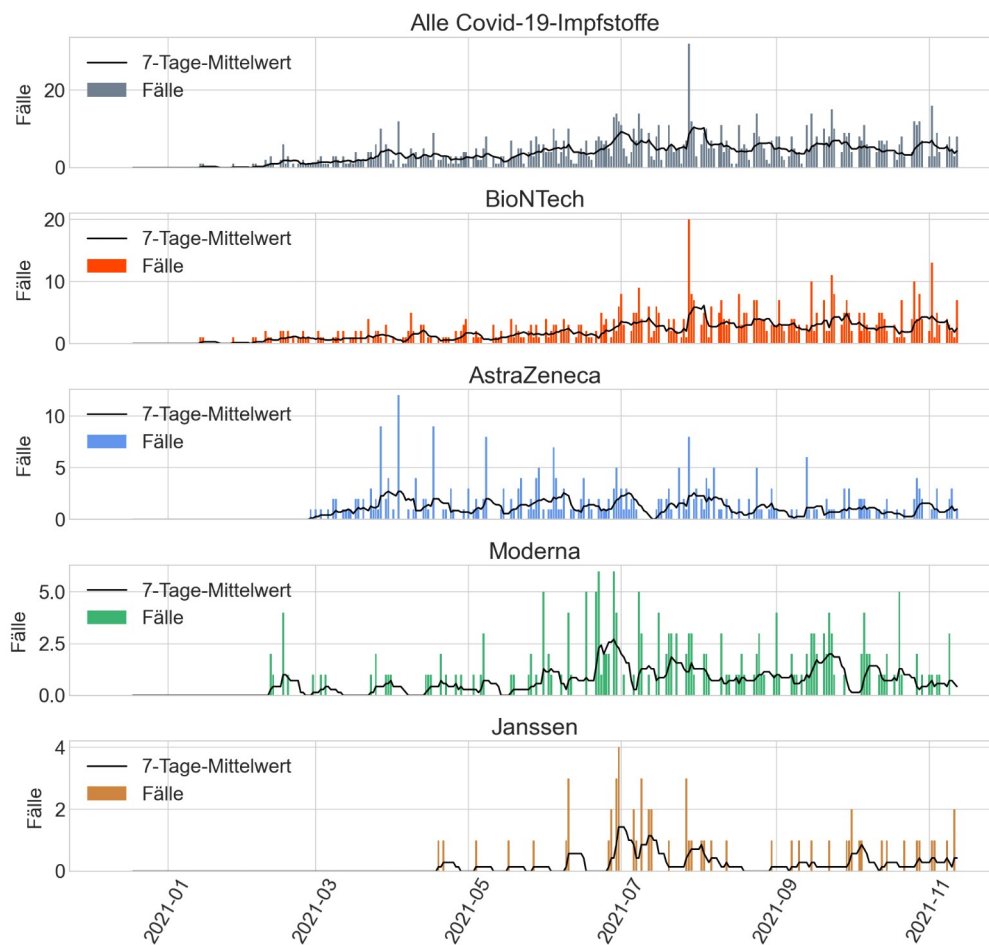 Alle Covid-19-Impfstoffe
Fälle
20
0
7-Tage-Mittelwert
Fälle
BioNTech
Fälle
20
10
0
7-Tage-Mittelwert
Fälle
AstraZeneca
Fälle
10
5
0
7-Tage-Mittelwert
Fälle
Moderna
Fälle
5.0
2.5
0.0
7-Tage-Mittelwert
Fälle
Janssen
Fälle
4
2
0
7-Tage-Mittelwert
Fälle
2021-01
2021-03
2021-05
2021-07
2021-09
2021-11